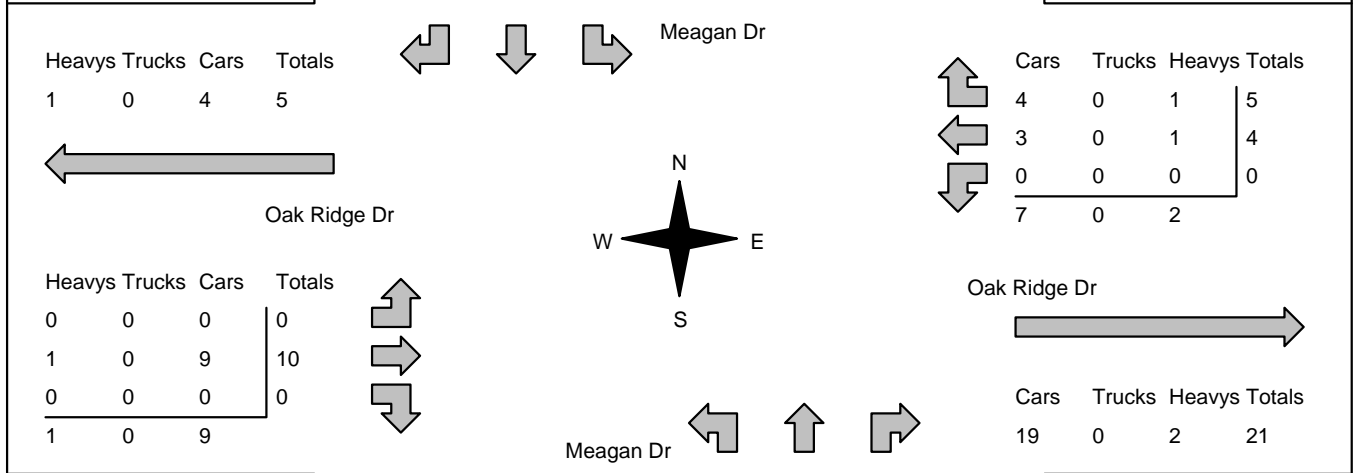 Meagan Dr
Heavys Trucks Cars Totals
1 0 4 5
Cars Trucks Heavys Totals
4 0 1 5
3 0 1 4
0 0 0 0
7 0 2
Oak Ridge Dr
N
W E
S
Heavys Trucks Cars Totals
0 0 0 0
1 0 9 10
0 0 0 0
1 0 9
Oak Ridge Dr
Cars Trucks Heavys Totals
19 0 2 21
Meagan Dr